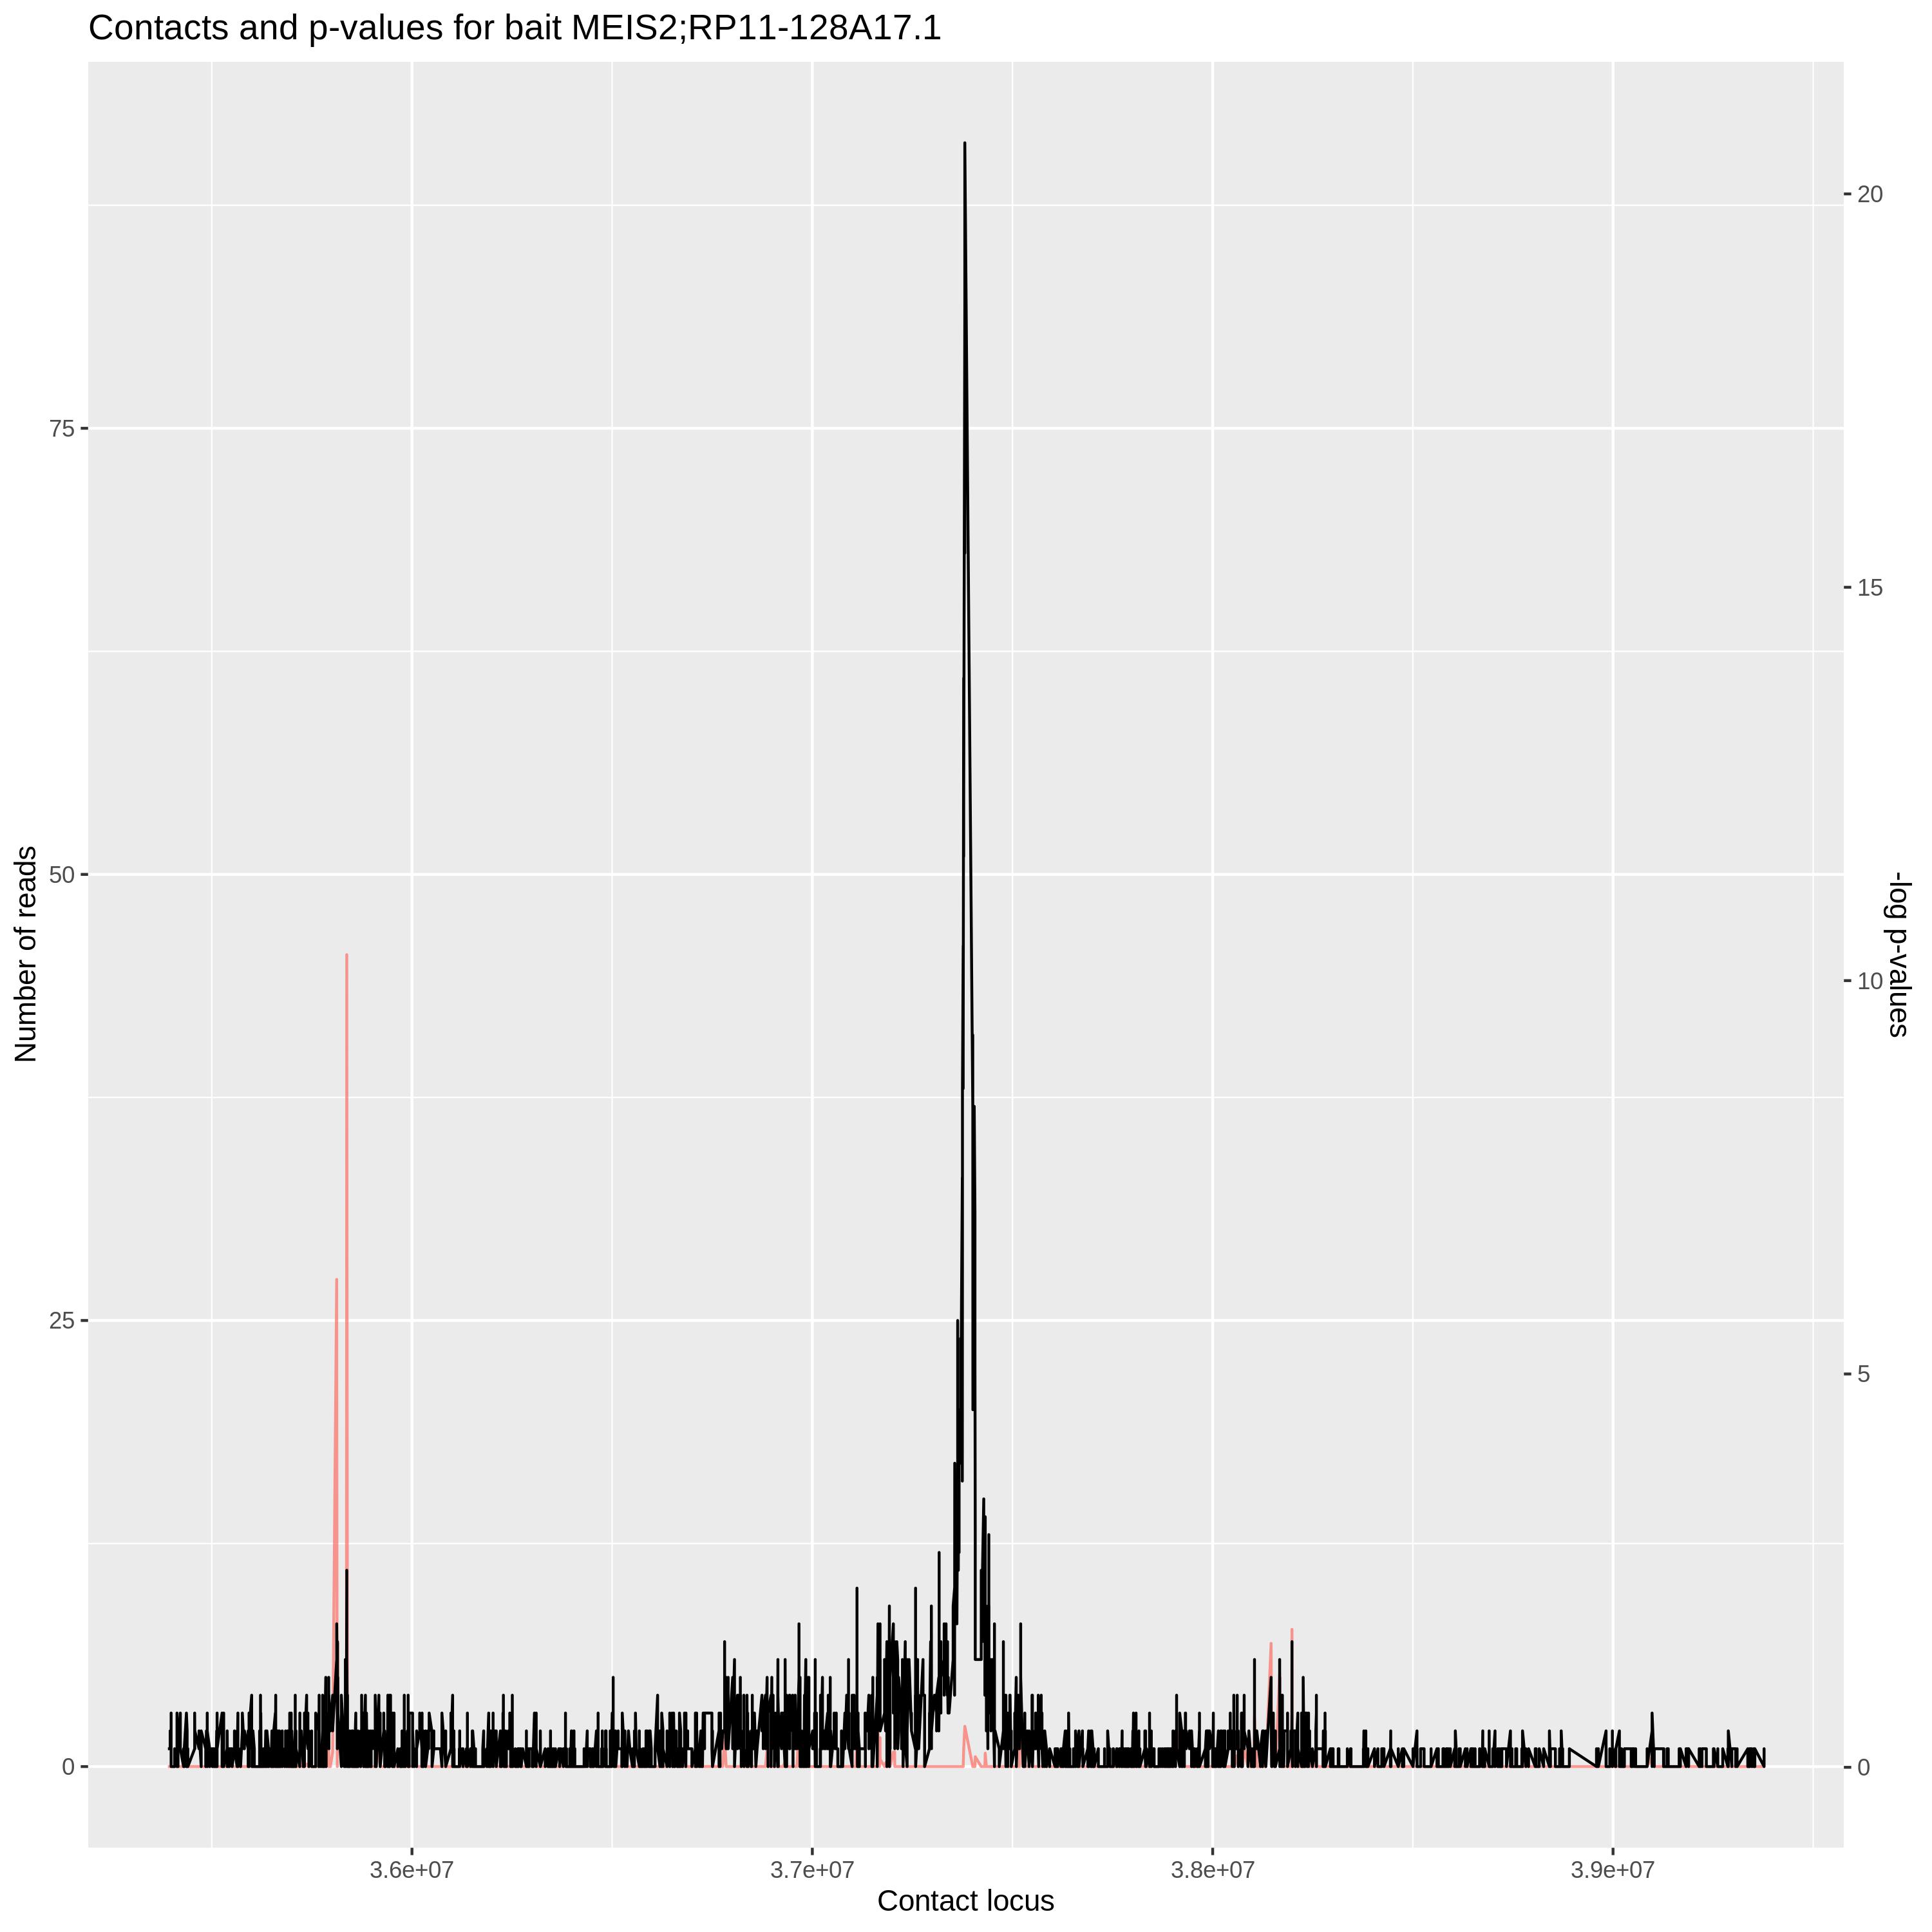 Contacts and p-values for bait MEIS2;RP11-128A17.1
Number of reads
75
50
25
0
20
15
10
5
0
-log p-values
3.6e+07 3.7e+07 3.8e+07 3.9e+07
Contact locus